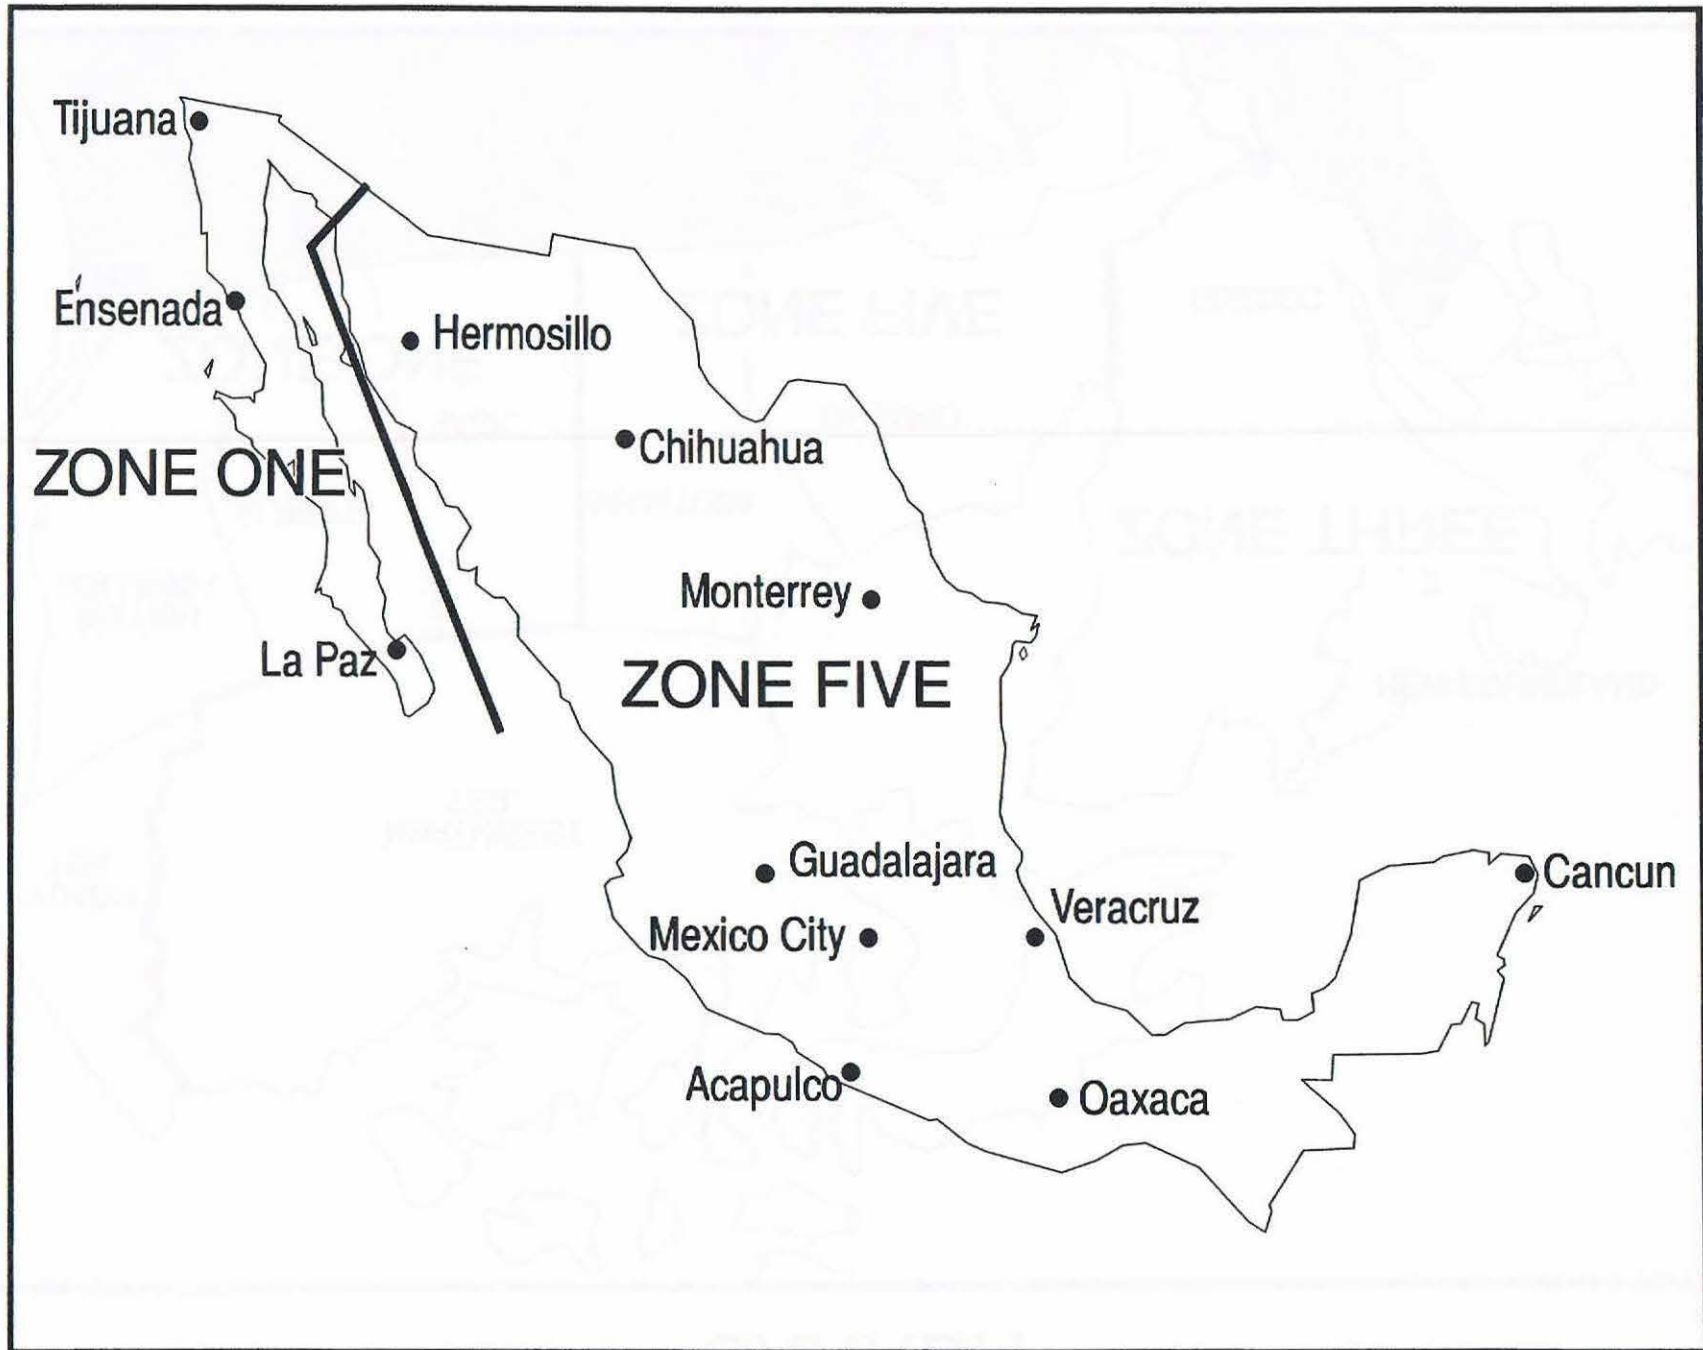 Tijuana
Ensenada
Hermosillo
Chihuahua
ZONE ONE
Monterrey
La Paz
ZONE FIVE
Guadalajara
Cancun
Veracruz
Mexico City
Acapulco
Oaxaca